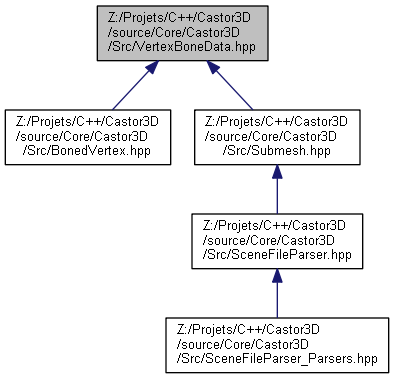 Z:/Projets/C++/Castor3D
/source/Core/Castor3D
/Src/VertexBoneData.hpp
Z:/Projets/C++/Castor3D
/source/Core/Castor3D
/Src/BonedVertex.hpp
Z:/Projets/C++/Castor3D
/source/Core/Castor3D
/Src/Submesh.hpp
Z:/Projets/C++/Castor3D
/source/Core/Castor3D
/Src/SceneFileParser.hpp
Z:/Projets/C++/Castor3D
/source/Core/Castor3D
/Src/SceneFileParser_Parsers.hpp